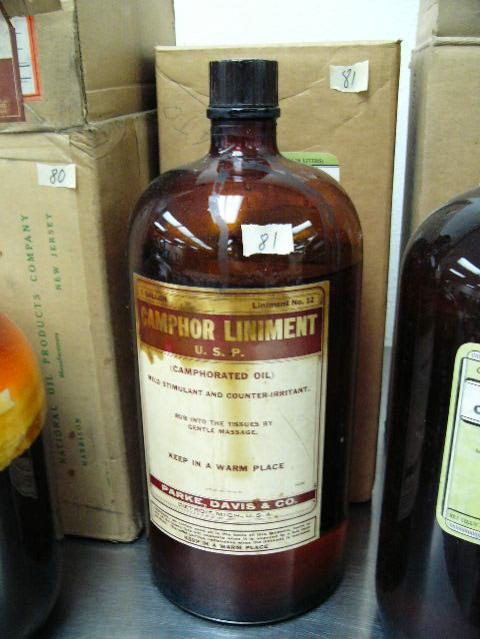 81
80
81
NATIONAL OIL PRODUCTS COMPANY
Manufacturers
HARRISON NEW JERSEY
1 GALLON Liniment No. 12
CAMPHOR LINIMENT
U. S. P.
(CAMPHORATED OIL)
MILD STIMULANT AND COUNTER-IRRITANT.
RUB INTO THE TISSUES BY
GENTLE MASSAGE.
KEEP IN A WARM PLACE
PARKE, DAVIS & CO.
DETROIT, MICH., U. S. A.
KEEP IN A WARM PLACE